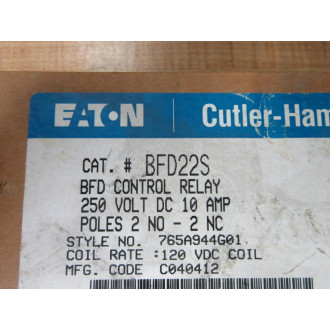 EATON
Cutler-Ham
CAT. # BFD22S
BFD CONTROL RELAY
250 VOLT DC 10 AMP
POLES 2 NO - 2 NC
STYLE NO. 765A944G01
COIL RATE :120 VDC COIL
MFG. CODE C040412